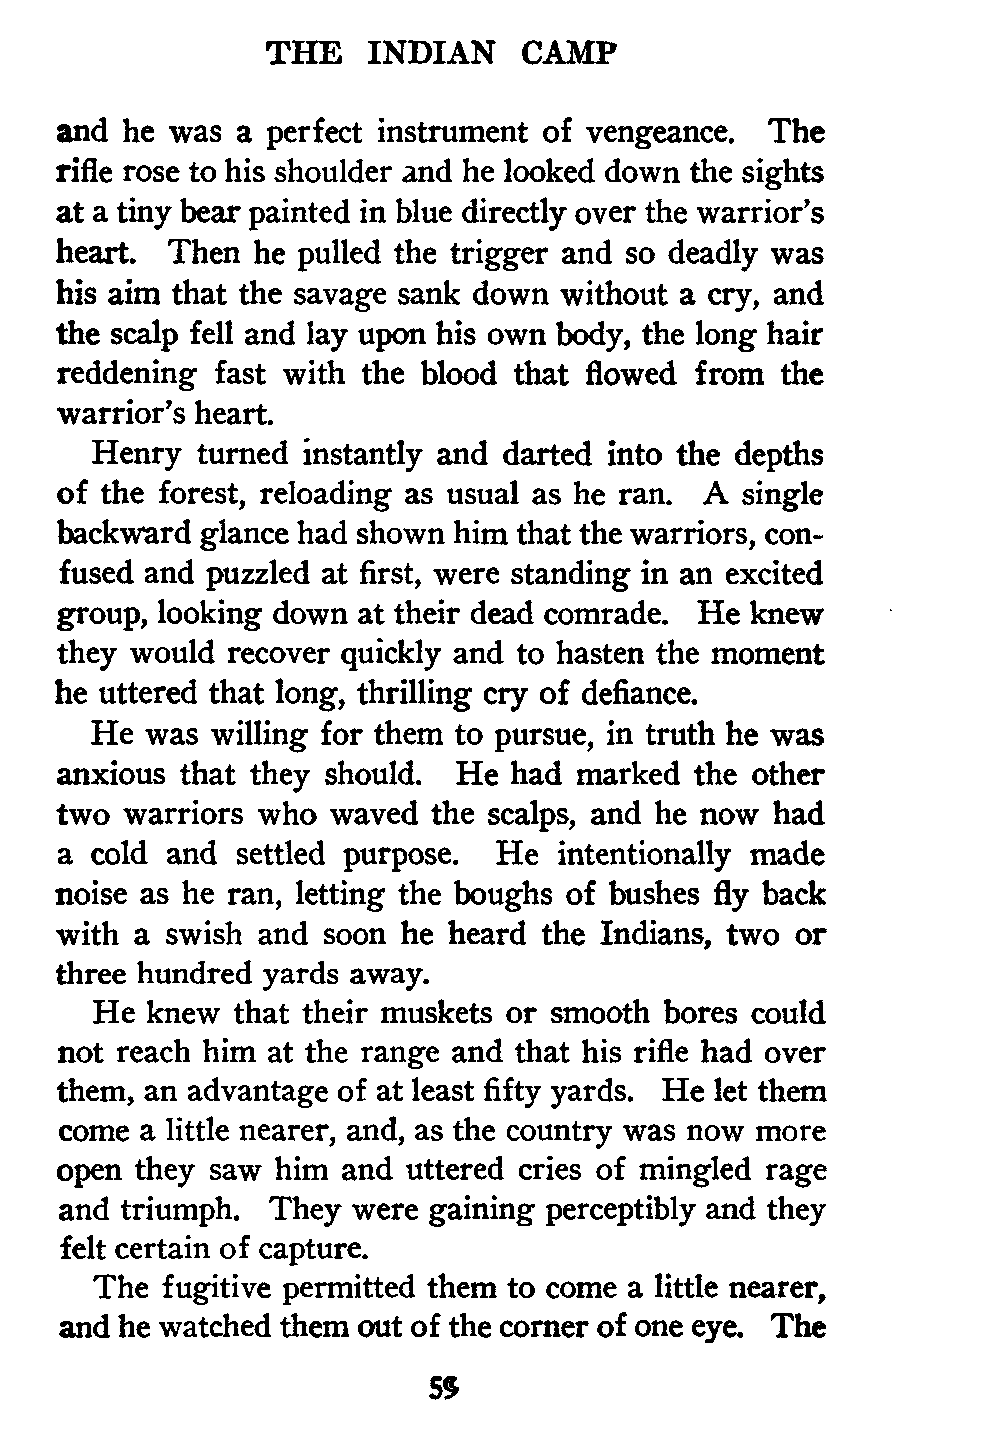 THE INDIAN CAMP
and he was a perfect instrument of vengeance. The
rifle rose to his shoulder and he looked down the sights
at a tiny bear painted in blue directly over the warrior's
heart. Then he pulled the trigger and so deadly was
his aim that the savage sank down without a cry, and
the scalp fell and lay upon his own body, the long hair
reddening fast with the blood that flowed from the
warrior's heart.
Henry turned instantly and darted into the depths
of the forest, reloading as usual as he ran. A single
backward glance had shown him that the warriors, con-
fused and puzzled at first, were standing in an excited
group, looking down at their dead comrade. He knew
they would recover quickly and to hasten the moment
he uttered that long, thrilling cry of defiance.
He was willing for them to pursue, in truth he was
anxious that they should. He had marked the other
two warriors who waved the scalps, and he now had
a cold and settled purpose. He intentionally made
noise as he ran, letting the boughs of bushes fly back
with a swish and soon he heard the Indians, two or
three hundred yards away.
He knew that their muskets or smooth bores could
not reach him at the range and that his rifle had over
them, an advantage of at least fifty yards. He let them
come a little nearer, and, as the country was now more
open they saw him and uttered cries of mingled rage
and triumph. They were gaining perceptibly and they
felt certain of capture.
The fugitive permitted them to come a little nearer,
and he watched them out of the corner of one eye. The
59